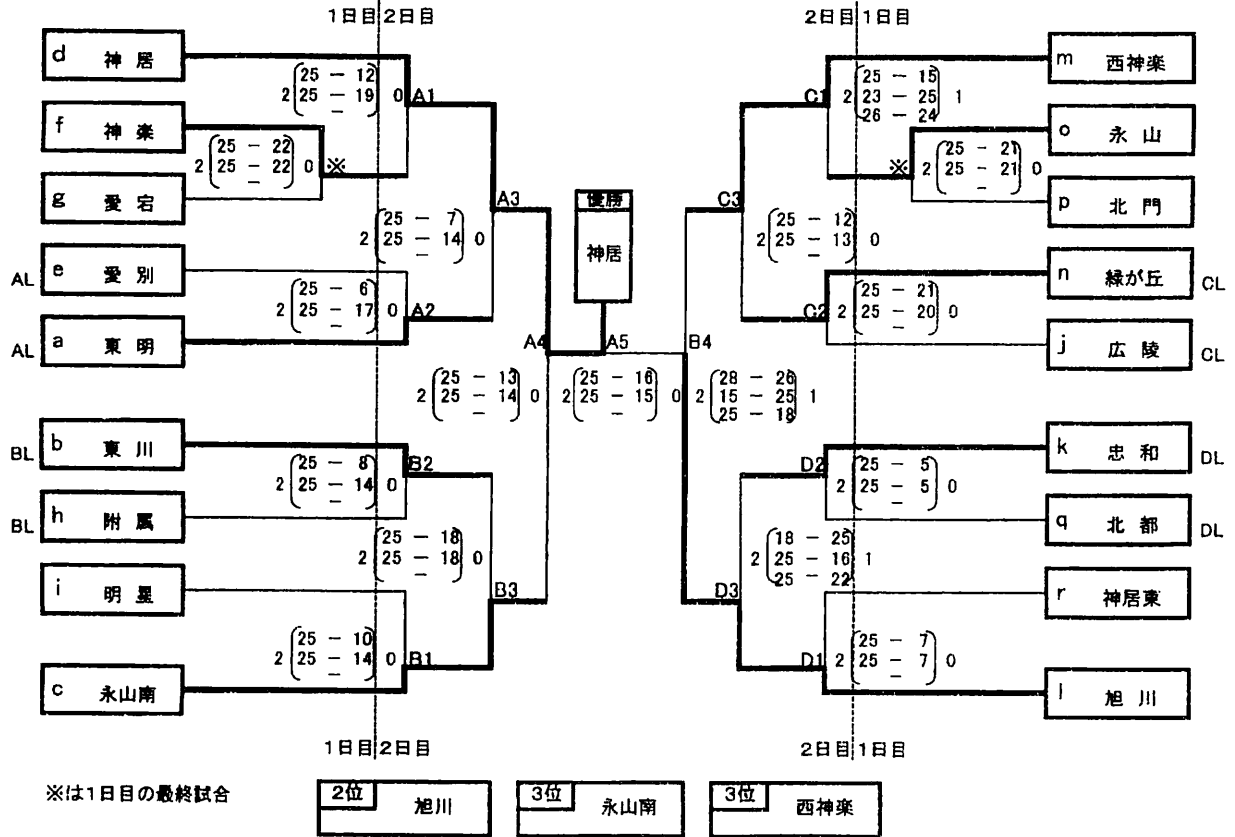 1日目 2日目
2日目 1日目
d 神居
f 神楽
g 愛宕
AL e 愛別
AL a 東明
BL b 東川
BL h 附属
i 明星
c 永山南
25 - 12
2 25 - 19 0 A1
-
25 - 22
2 25 - 22 0 ※
-
A3
25 - 7
2 25 - 14 0
-
25 - 6
2 25 - 17 0 A2
-
A4
25 - 13
2 25 - 14 0
-
25 - 8
2 25 - 14 0 B2
-
25 - 18
2 25 - 18 0
-
B3
25 - 10
2 25 - 14 0 B1
-
優勝
神居
A5
25 - 16
2 25 - 15 0
-
m 西神楽
o 永山
p 北門
n 緑が丘 CL
j 広陵 CL
k 忠和 DL
q 北都 DL
r 神居東
l 旭川
25 - 15
C1 2 23 - 25 1
26 - 24
25 - 21
※ 2 25 - 21 0
-
C3
25 - 12
2 25 - 13 0
-
25 - 21
C2 2 25 - 20 0
-
B4
28 - 26
2 15 - 25 1
25 - 18
25 - 5
D2 2 25 - 5 0
-
18 - 25
2 25 - 16 1
25 - 22
D3
25 - 7
D1 2 25 - 7 0
-
1日目 2日目
2日目 1日目
※は1日目の最終試合
2位 旭川
3位 永山南
3位 西神楽